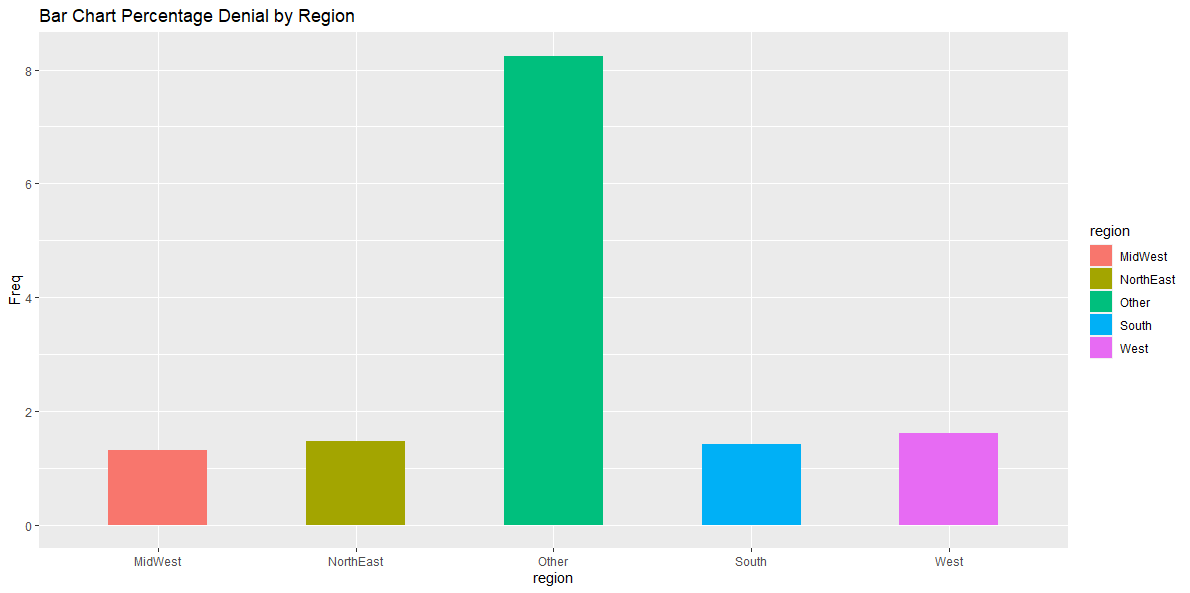 Bar Chart Percentage Denial by Region
Freq
8
6
4
2
0
MidWest NorthEast Other South West
region
region
MidWest
NorthEast
Other
South
West